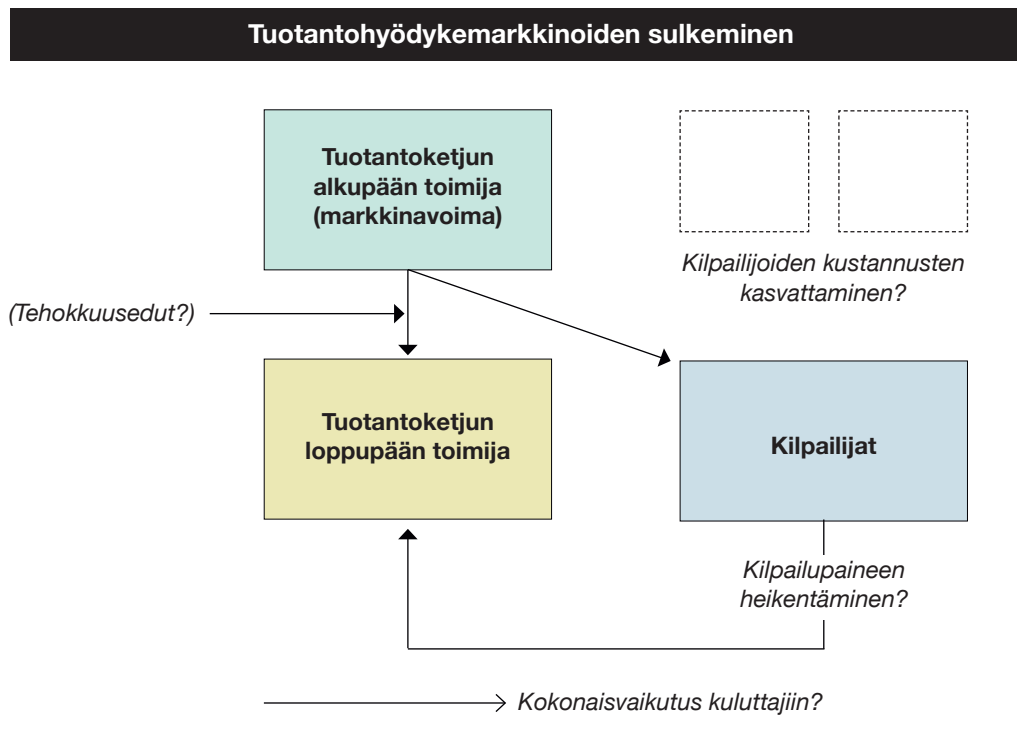 Tuotantohyödykemarkkinoiden sulkeminen
Tuotantoketjun
alkupään toimija
(markkinavoima)
Kilpailijoiden kustannusten
kasvattaminen?
(Tehokkuusedut?)
Tuotantoketjun
loppupään toimija
Kilpailijat
Kilpailupaineen
heikentäminen?
Kokonaisvaikutus kuluttajiin?